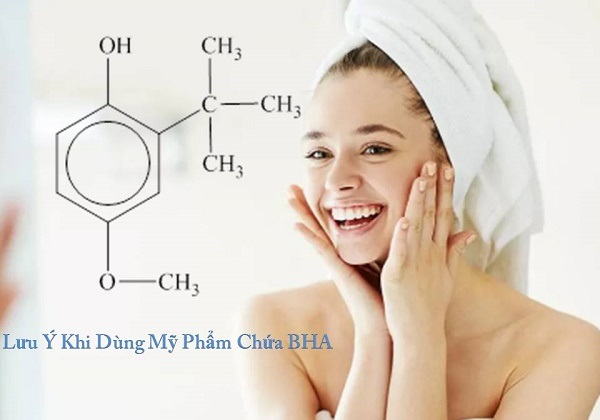 OH
CH3
C—CH3
CH3
O—CH3
Lưu Ý Khi Dùng Mỹ Phẩm Chứa BHA